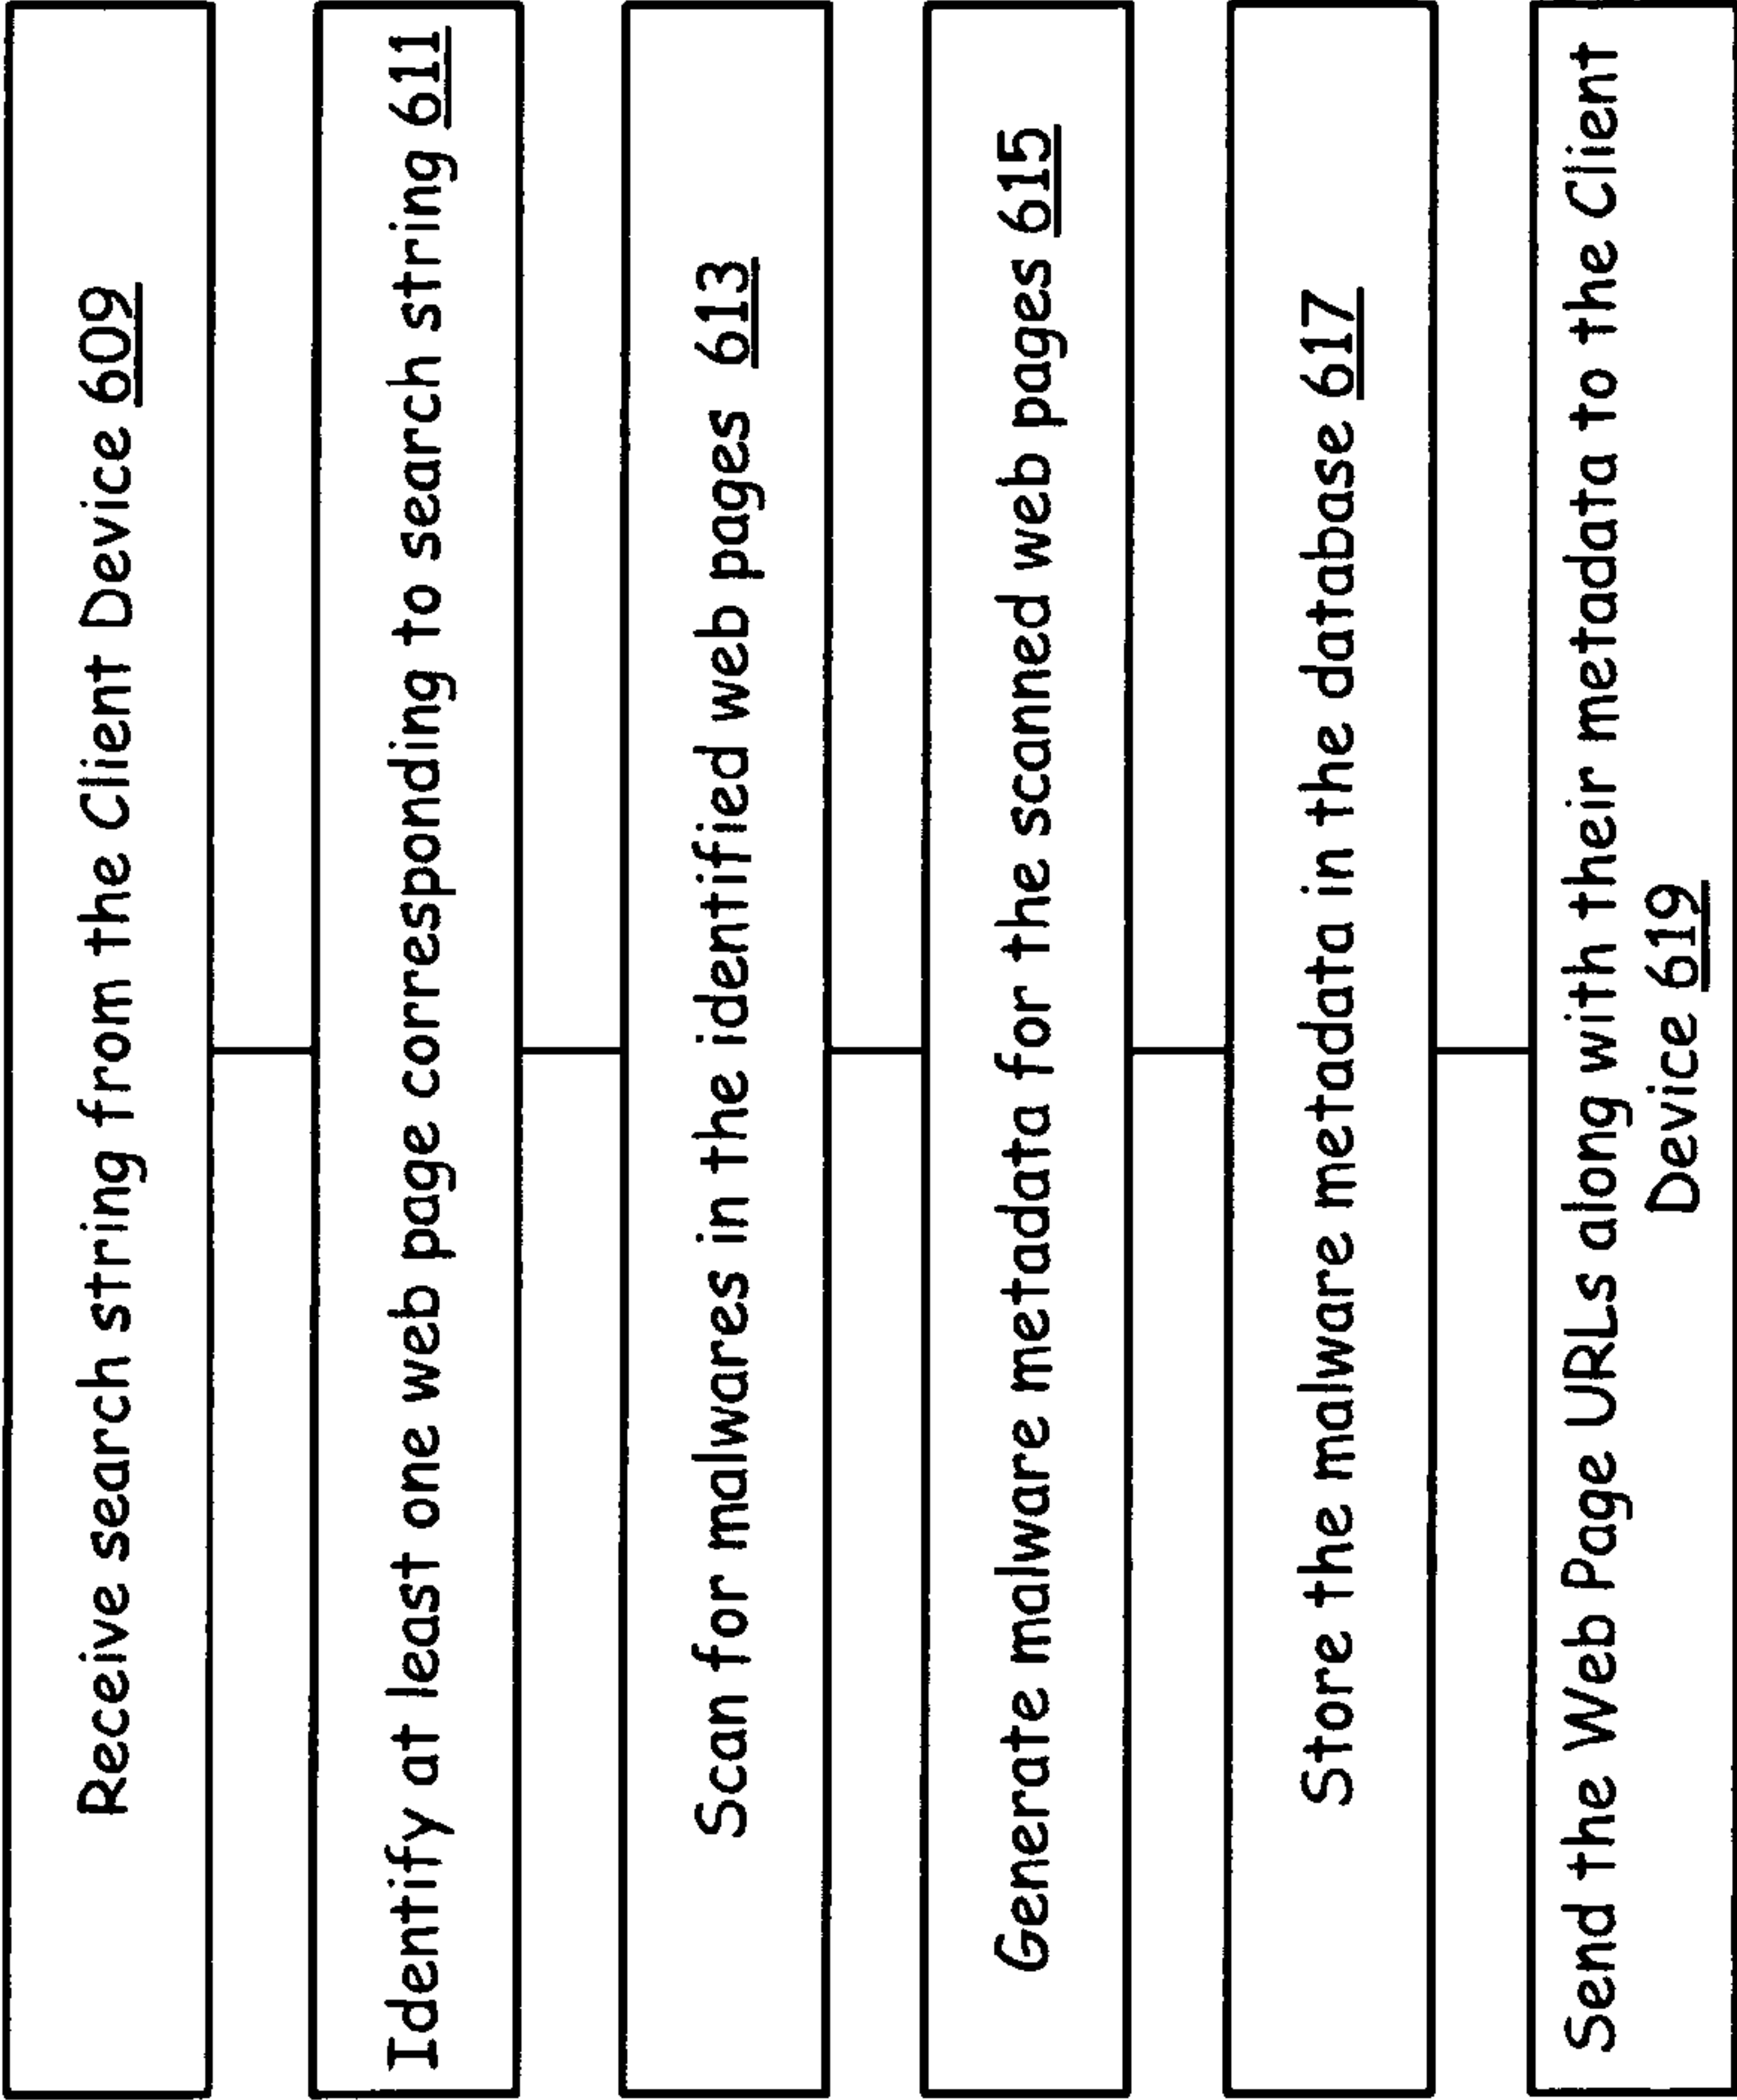 Receive search string from the Client Device 609
Identify at least one web page corresponding to search string 611
Scan for malwares in the identified web pages 613
Generate malware metadata for the scanned web pages 615
Store the malware metadata in the database 617
Send the Web Page URLs along with their metadata to the Client
Device 619